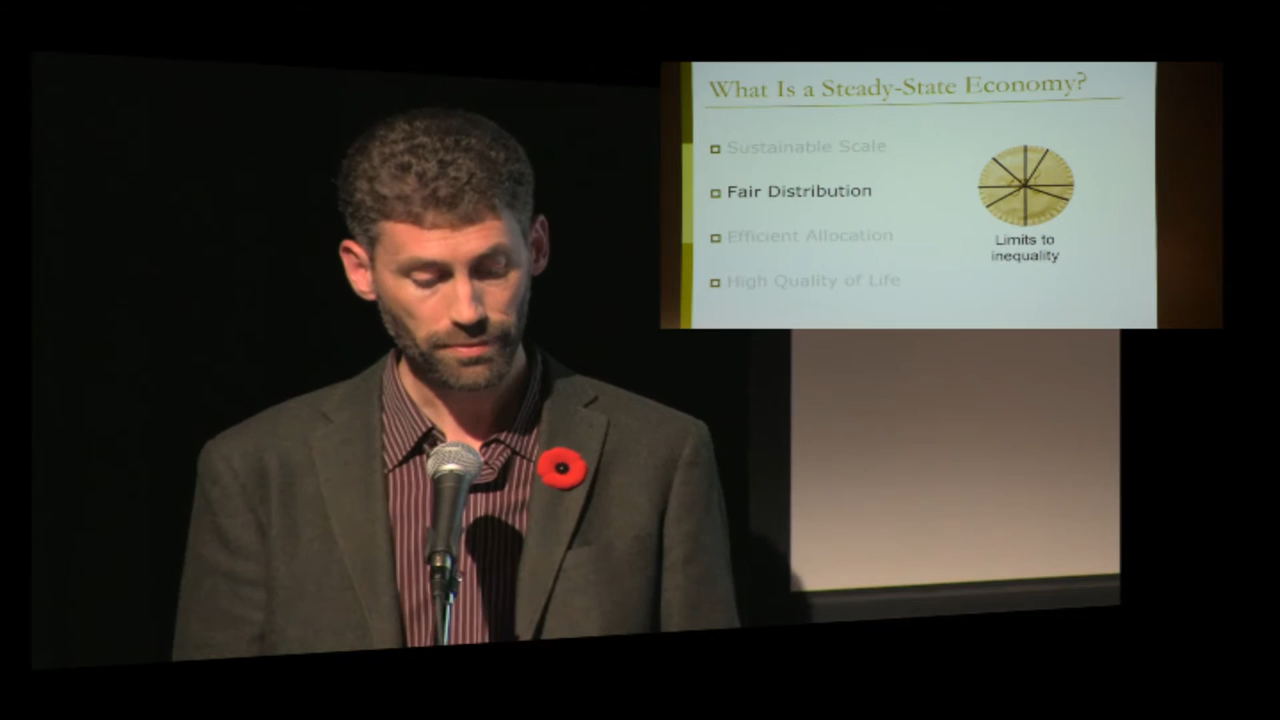 What Is a Steady-State Economy?
Sustainable Scale
Fair Distribution
Efficient Allocation
High Quality of Life
Limits to
inequality